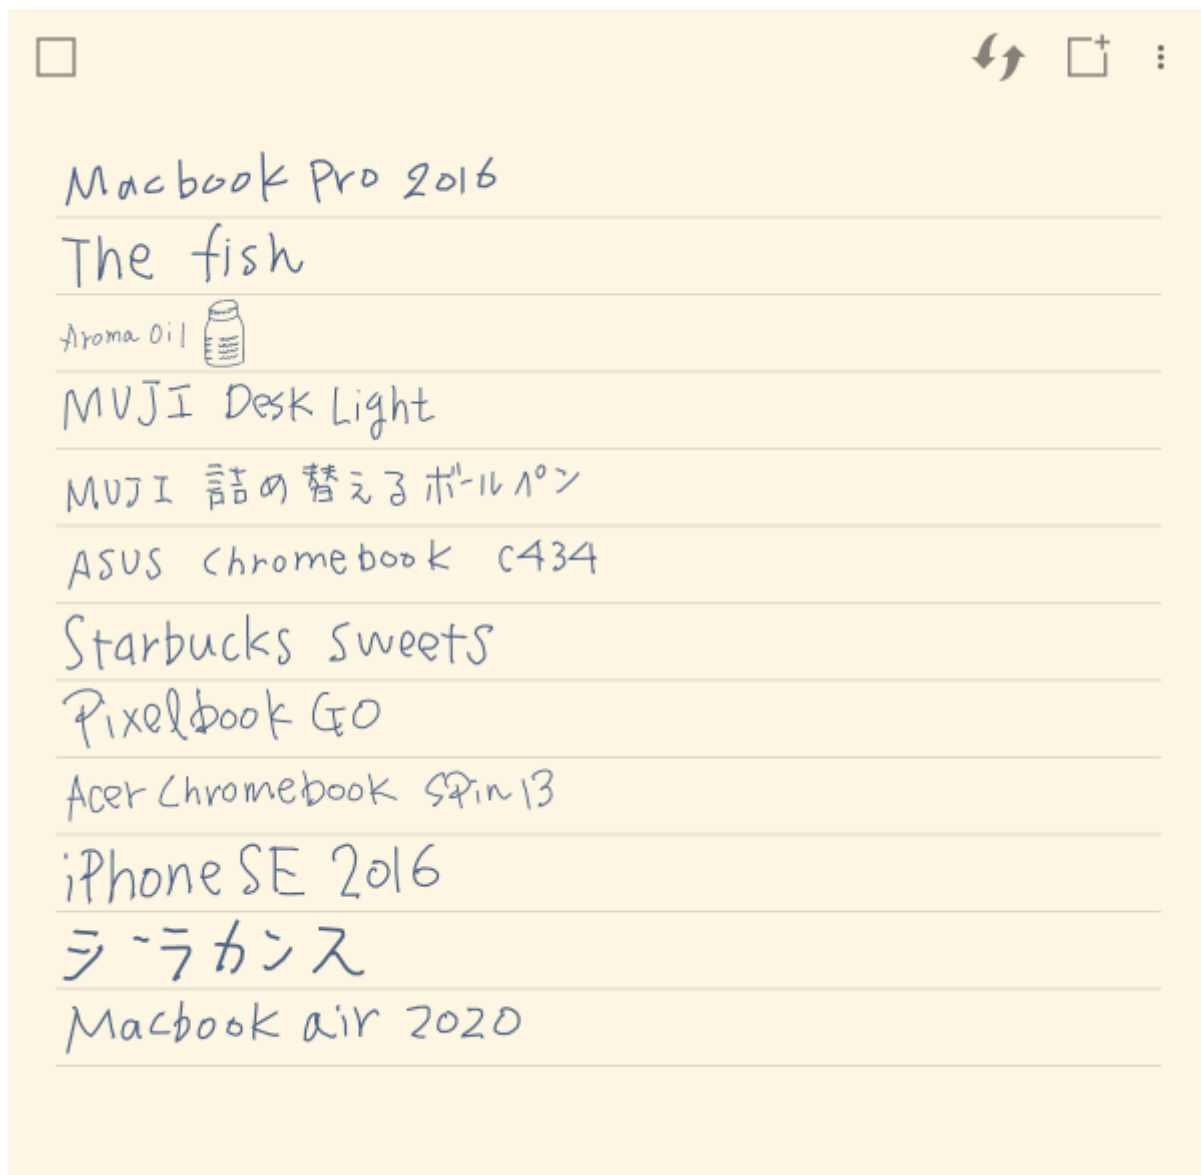 Macbook Pro 2016
The fish
Aroma Oil
MUJI Desk Light
MUJI 詰め替えるボールペン
ASUS Chromebook C434
Starbucks sweets
Pixelbook GO
Acer Chromebook SPin 13
iPhone SE 2016
シーラカンス
Macbook air 2020